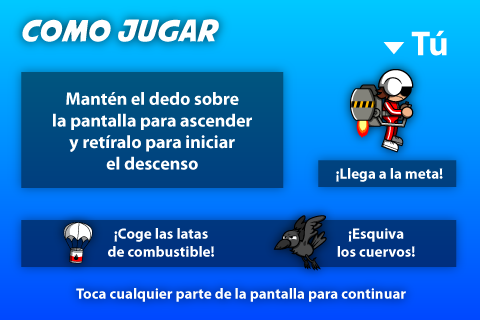 COMO JUGAR
Tú
Mantén el dedo sobre
la pantalla para ascender
y retíralo para iniciar
el descenso
¡Llega a la meta!
¡Coge las latas
de combustible!
¡Esquiva
los cuervos!
Toca cualquier parte de la pantalla para continuar